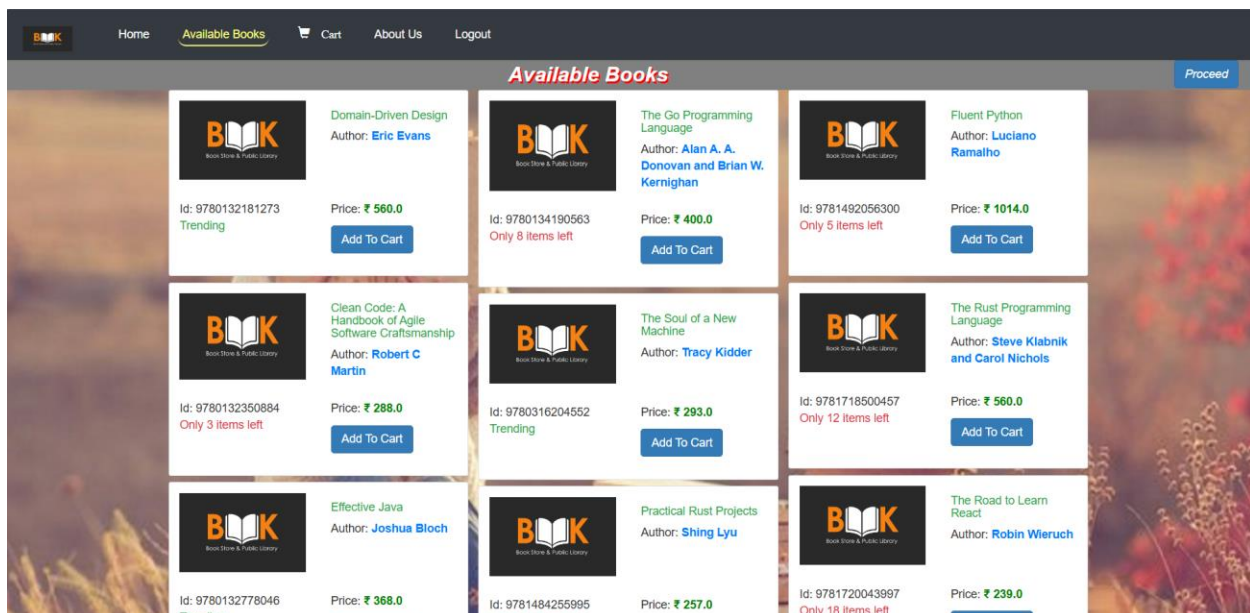 BOOK
Home
Available Books
Cart
About Us
Logout
Available Books
Proceed
BOOK
Book Store & Public Library
Domain-Driven Design
Author: Eric Evans
Id: 9780132181273
Trending
Price: ₹ 560.0
Add To Cart
BOOK
Book Store & Public Library
The Go Programming
Language
Author: Alan A. A.
Donovan and Brian W.
Kernighan
Id: 9780134190563
Only 8 items left
Price: ₹ 400.0
Add To Cart
BOOK
Book Store & Public Library
Fluent Python
Author: Luciano
Ramalho
Id: 9781492056300
Only 5 items left
Price: ₹ 1014.0
Add To Cart
BOOK
Book Store & Public Library
Clean Code: A
Handbook of Agile
Software Craftsmanship
Author: Robert C
Martin
Id: 9780132350884
Only 3 items left
Price: ₹ 288.0
Add To Cart
BOOK
Book Store & Public Library
The Soul of a New
Machine
Author: Tracy Kidder
Id: 9780316204552
Trending
Price: ₹ 293.0
Add To Cart
BOOK
Book Store & Public Library
The Rust Programming
Language
Author: Steve Klabnik
and Carol Nichols
Id: 9781718500457
Only 12 items left
Price: ₹ 560.0
Add To Cart
BOOK
Book Store & Public Library
Effective Java
Author: Joshua Bloch
Id: 9780132778046
Price: ₹ 368.0
BOOK
Book Store & Public Library
Practical Rust Projects
Author: Shing Lyu
Id: 9781484255995
Price: ₹ 257.0
BOOK
Book Store & Public Library
The Road to Learn
React
Author: Robin Wieruch
Id: 9781720043997
Only 18 items left
Price: ₹ 239.0